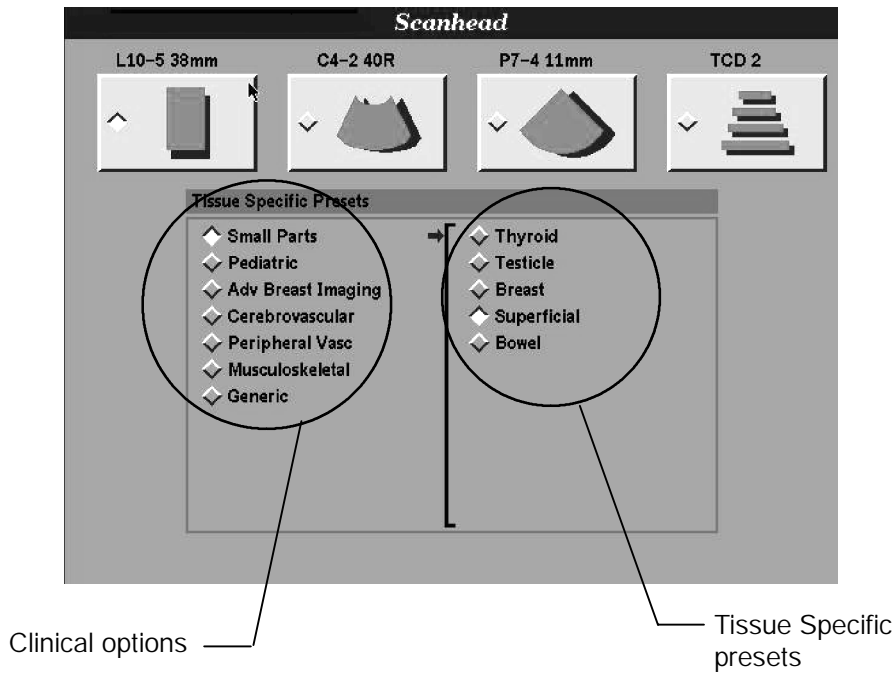 Scanhead
L10-5 38mm
C4-2 40R
P7-4 11mm
TCD 2
Tissue Specific Presets
Small Parts
Pediatric
Adv Breast Imaging
Cerebrovascular
Peripheral Vasc
Musculoskeletal
Generic
Thyroid
Testicle
Breast
Superficial
Bowel
Clinical options
Tissue Specific
presets